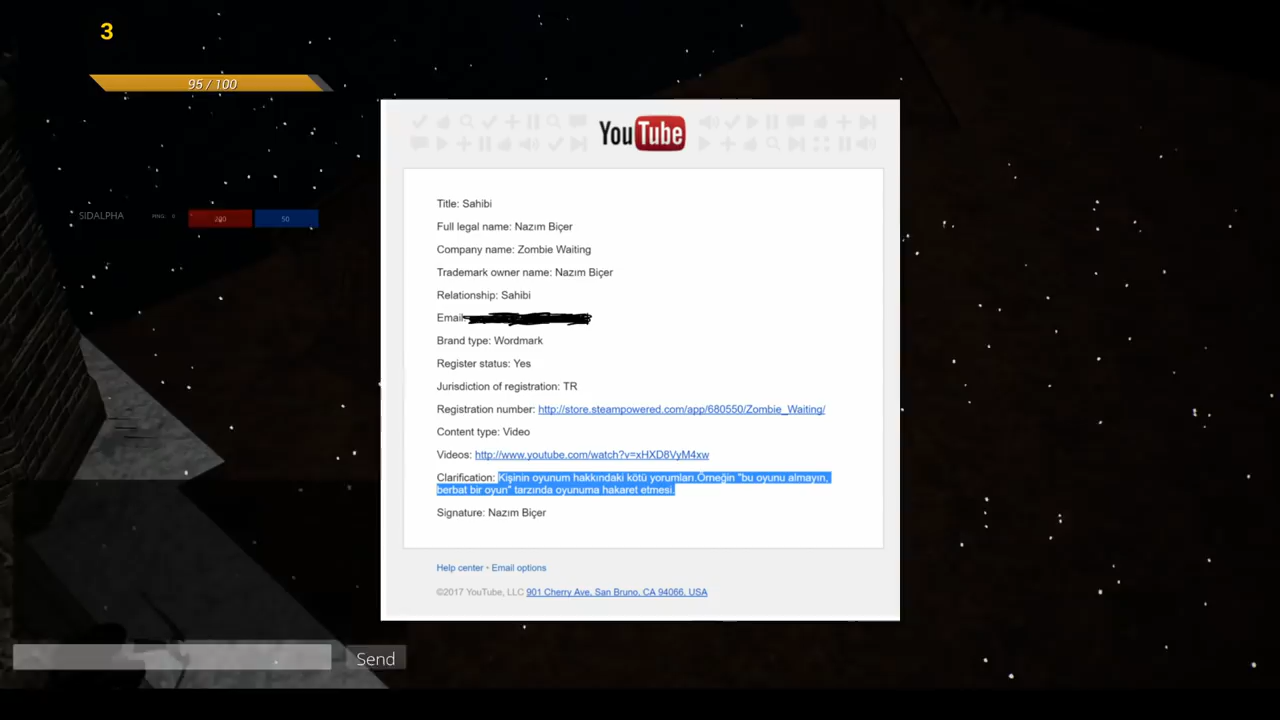 3
95 / 100
YouTube
Title: Sahibi
Full legal name: Nazım Biçer
Company name: Zombie Waiting
Trademark owner name: Nazım Biçer
SIDALPHA
200
50
Relationship: Sahibi
Email:
Brand type: Wordmark
Register status: Yes
Jurisdiction of registration: TR
Registration number: http://store.steampowered.com/app/680550/Zombie_Waiting/
Content type: Video
Videos: http://www.youtube.com/watch?v=xHXD8VyM4xw
Clarification: Kişinin oyunum hakkındaki kötü yorumları.Örneğin "bu oyunu almayın,
berbat bir oyun" tarzında oyunuma hakaret etmesi.
Signature: Nazım Biçer
Help center • Email options
©2017 YouTube, LLC 901 Cherry Ave, San Bruno, CA 94066, USA
Send